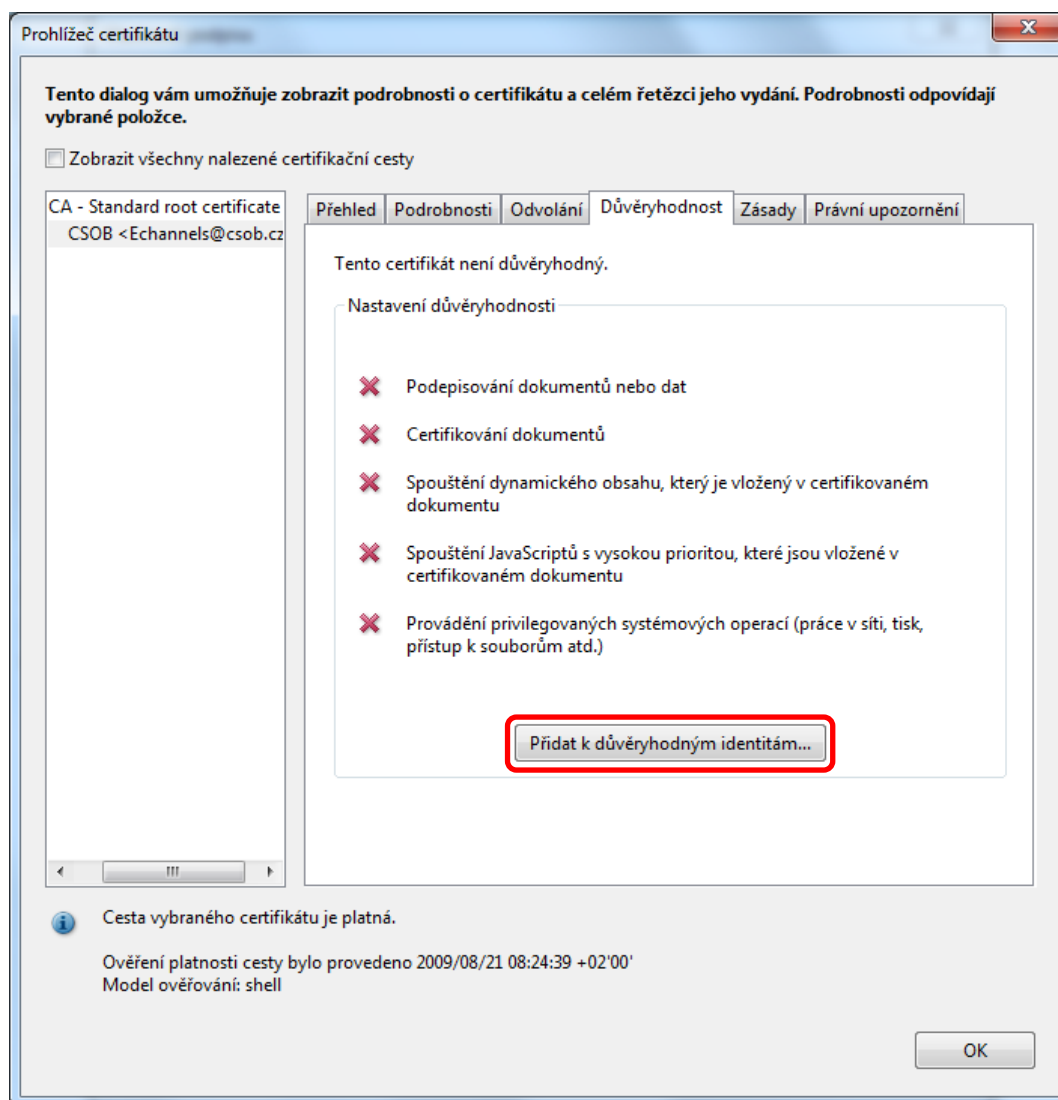 Prohlížeč certifikátu
Tento dialog vám umožňuje zobrazit podrobnosti o certifikátu a celém řetězci jeho vydání. Podrobnosti odpovídají
vybrané položce.
Zobrazit všechny nalezené certifikační cesty
CA - Standard root certificate
CSOB <Echannels@csob.cz
Přehled Podrobnosti Odvolání Důvěryhodnost Zásady Právní upozornění
Tento certifikát není důvěryhodný.
Nastavení důvěryhodnosti
Podepisování dokumentů nebo dat
Certifikování dokumentů
Spouštění dynamického obsahu, který je vložený v certifikovaném
dokumentu
Spouštění JavaScriptů s vysokou prioritou, které jsou vložené v
certifikovaném dokumentu
Provádění privilegovaných systémových operací (práce v síti, tisk,
přístup k souborům atd.)
Přidat k důvěryhodným identitám...
Cesta vybraného certifikátu je platná.
Ověření platnosti cesty bylo provedeno 2009/08/21 08:24:39 +02'00'
Model ověřování: shell
OK